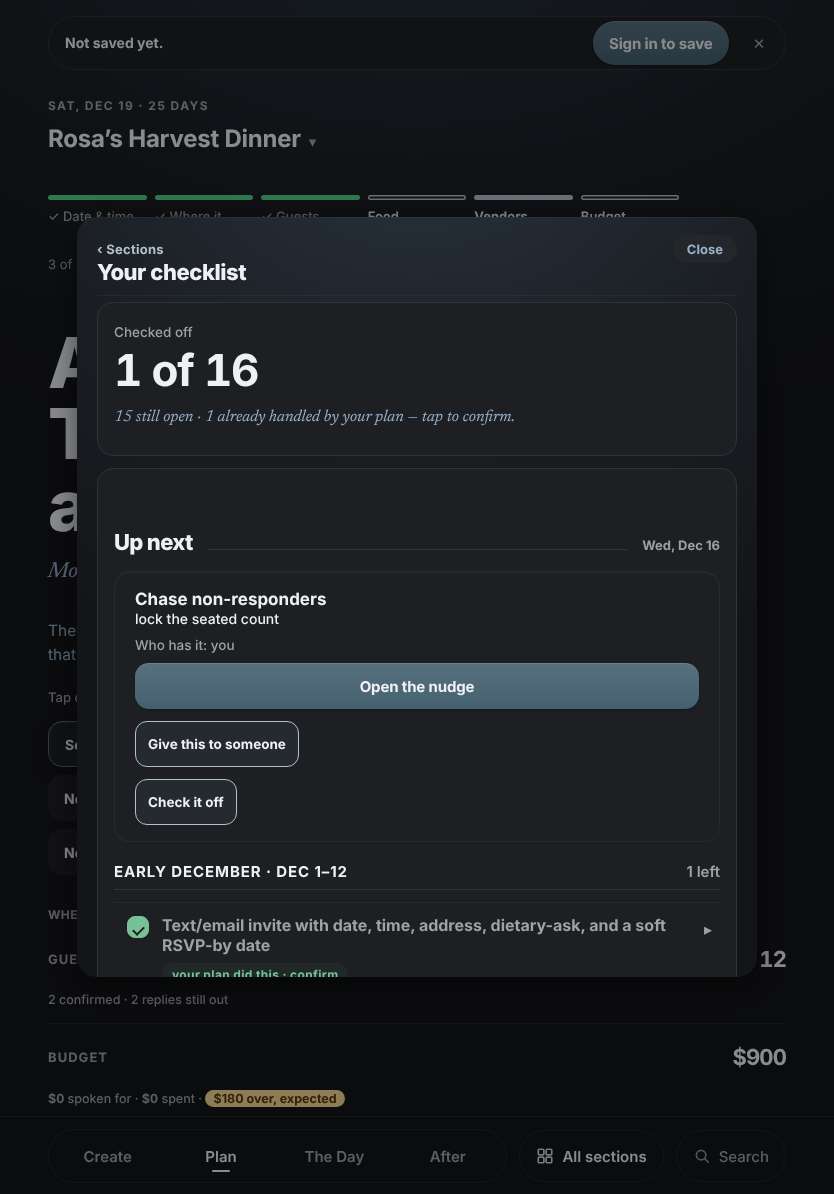 Not saved yet.
Sign in to save ×
SAT, DEC 19 · 25 DAYS
Rosa’s Harvest Dinner ▾
✓ Date & time ✓ Where it ✓ Guests Food Vendors Budget
3 of
‹ Sections
Close
Your checklist
Checked off
1 of 16
15 still open · 1 already handled by your plan — tap to confirm.
Up next
Wed, Dec 16
Chase non-responders
lock the seated count
Who has it: you
Open the nudge
Give this to someone
Check it off
EARLY DECEMBER · DEC 1–12
1 left
Text/email invite with date, time, address, dietary-ask, and a soft
RSVP-by date
▸
your plan did this · confirm
The
that
12
2 confirmed · 2 replies still out
BUDGET
$900
$0 spoken for · $0 spent · $180 over, expected
Create Plan The Day After All sections Search